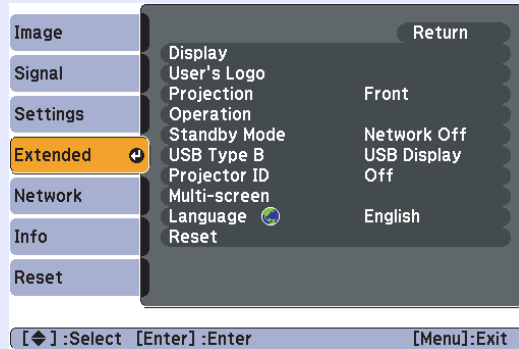 Image
Signal
Settings
Extended
Network
Info
Reset
Return
Display
User's Logo
Projection Front
Operation
Standby Mode Network Off
USB Type B USB Display
Projector ID Off
Multi-screen
Language English
Reset
[ ] :Select [Enter] :Enter [Menu]:Exit